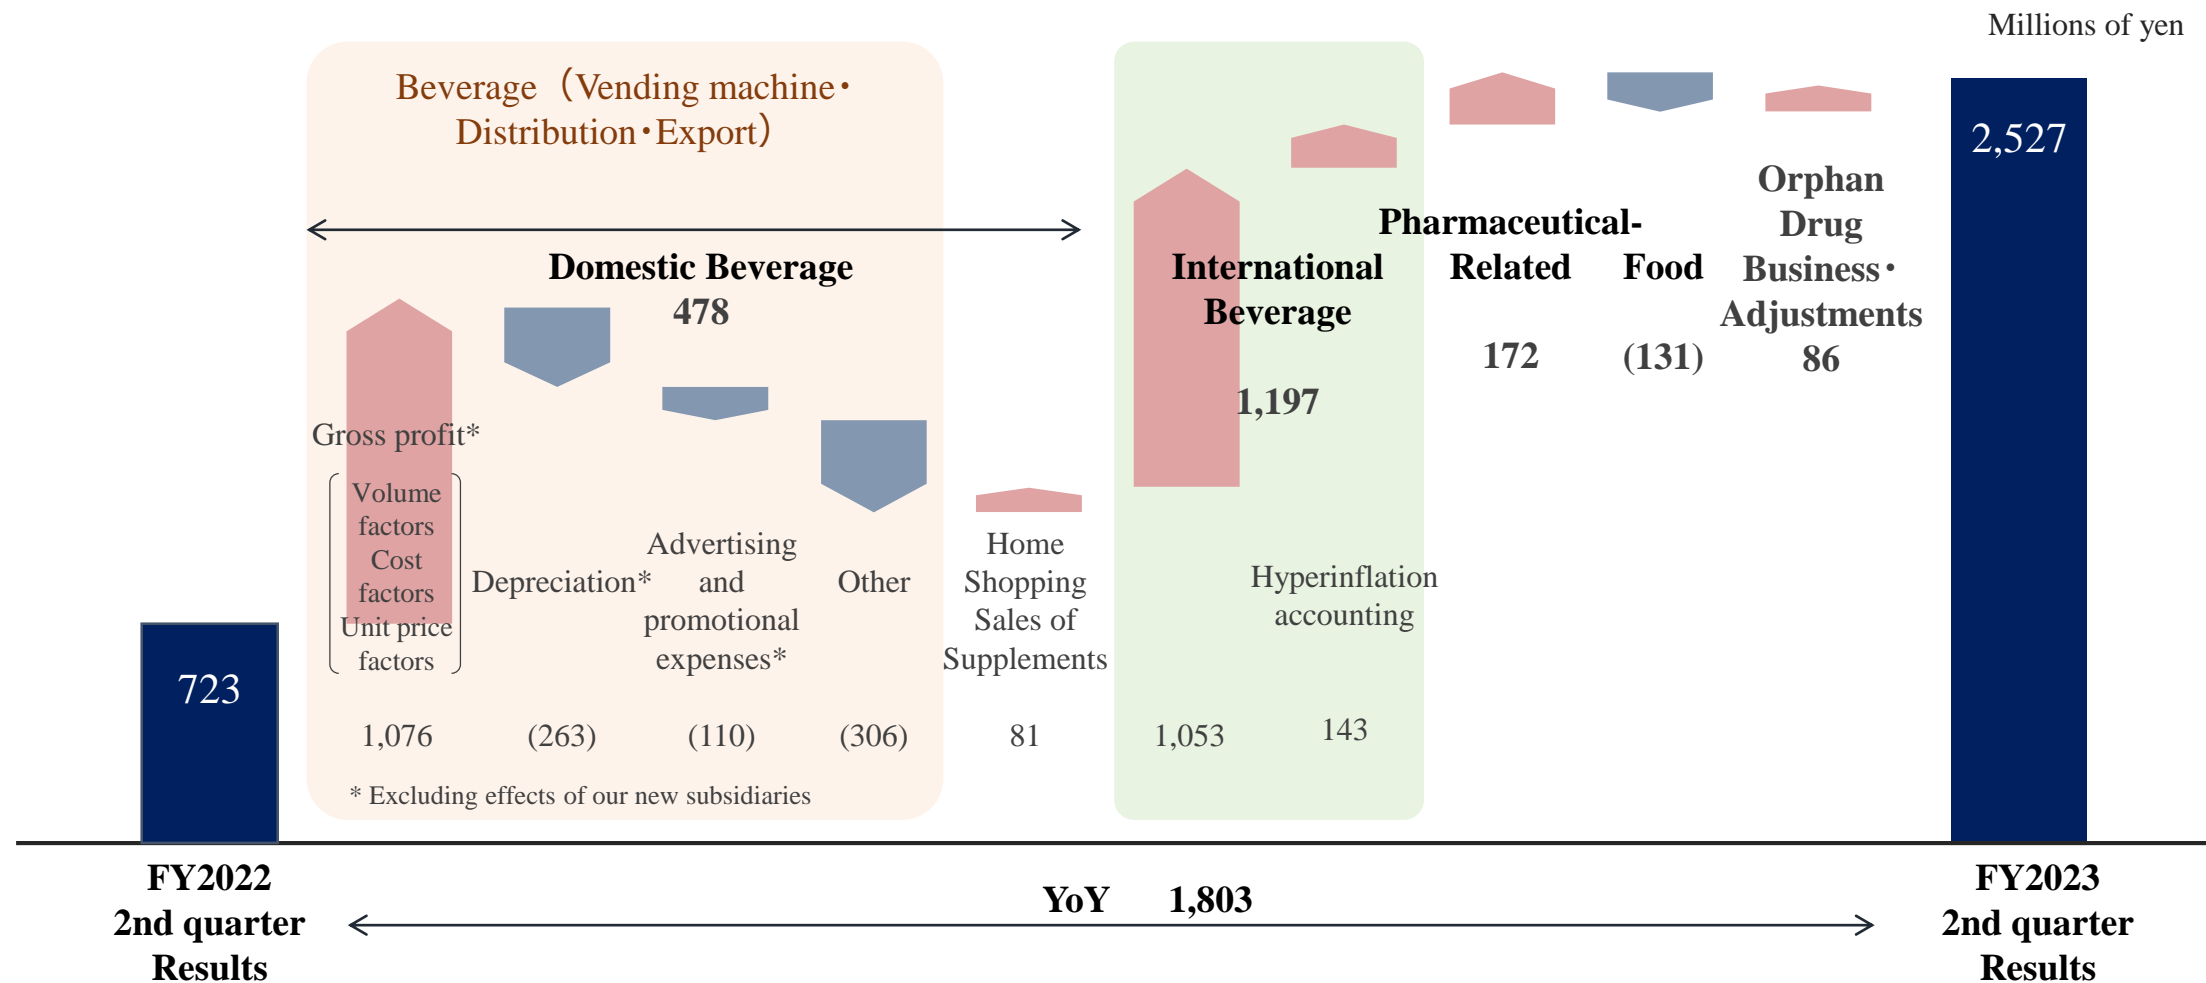 Millions of yen
Beverage（Vending machine・
Distribution・Export）
Domestic Beverage
478
International
Beverage
1,197
Pharmaceutical-
Related
172
Food
(131)
Orphan
Drug
Business・
Adjustments
86
2,527
723
Gross profit*
Volume
factors
Cost
factors
Unit price
factors
1,076
Depreciation*
(263)
Advertising
and
promotional
expenses*
(110)
Other
(306)
Home
Shopping
Sales of
Supplements
81
1,053
Hyperinflation
accounting
143
* Excluding effects of our new subsidiaries
FY2022
2nd quarter
Results
YoY 1,803
FY2023
2nd quarter
Results